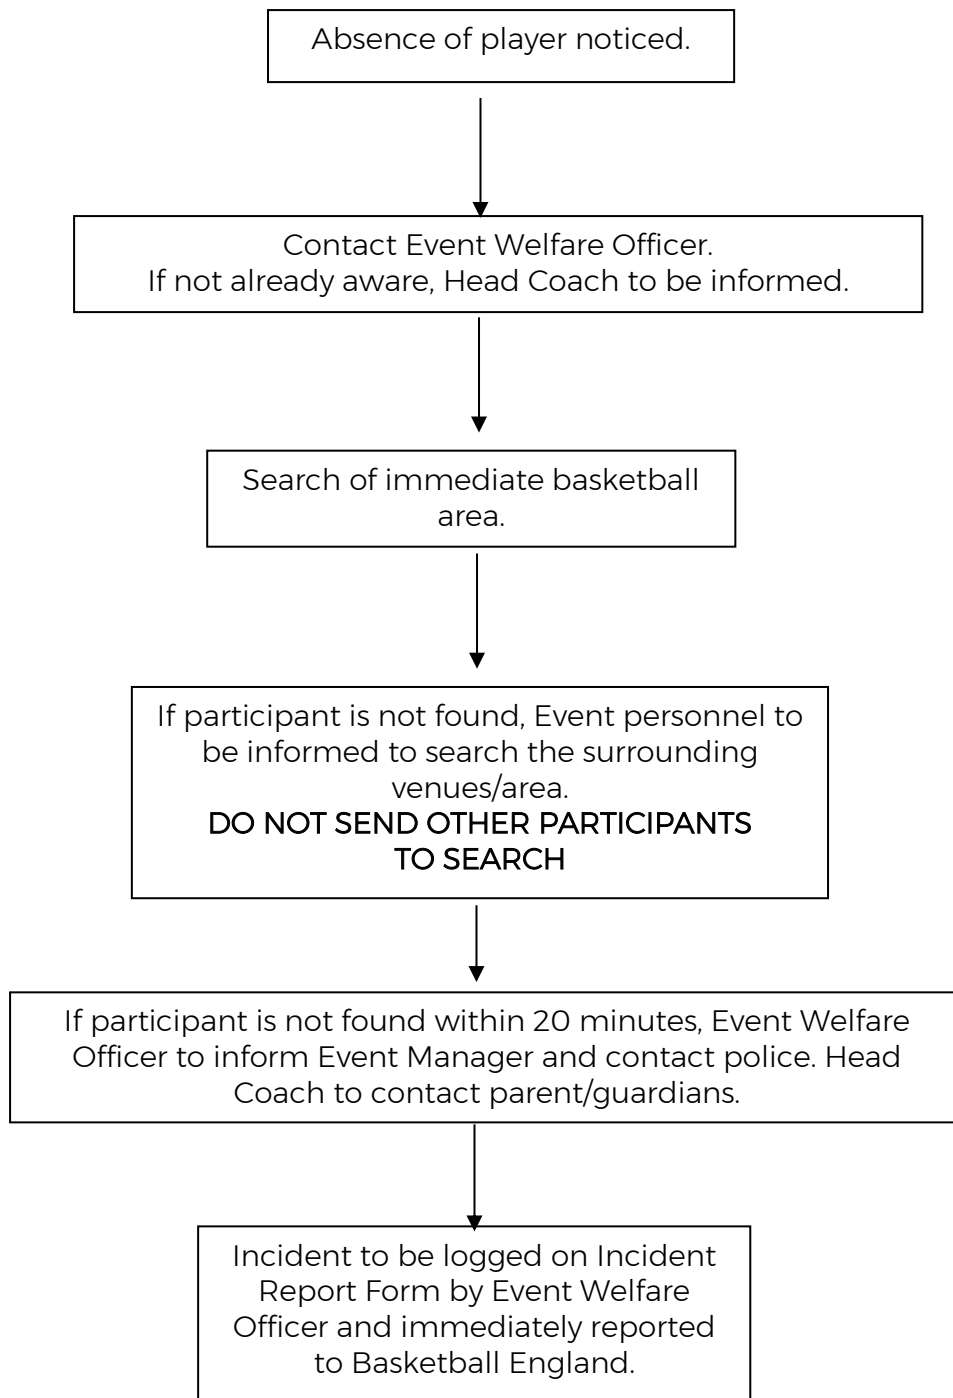 Absence of player noticed.
Contact Event Welfare Officer.
If not already aware, Head Coach to be informed.
Search of immediate basketball
area.
If participant is not found, Event personnel to
be informed to search the surrounding
venues/area.
DO NOT SEND OTHER PARTICIPANTS
TO SEARCH
If participant is not found within 20 minutes, Event Welfare
Officer to inform Event Manager and contact police. Head
Coach to contact parent/guardians.
Incident to be logged on Incident
Report Form by Event Welfare
Officer and immediately reported
to Basketball England.